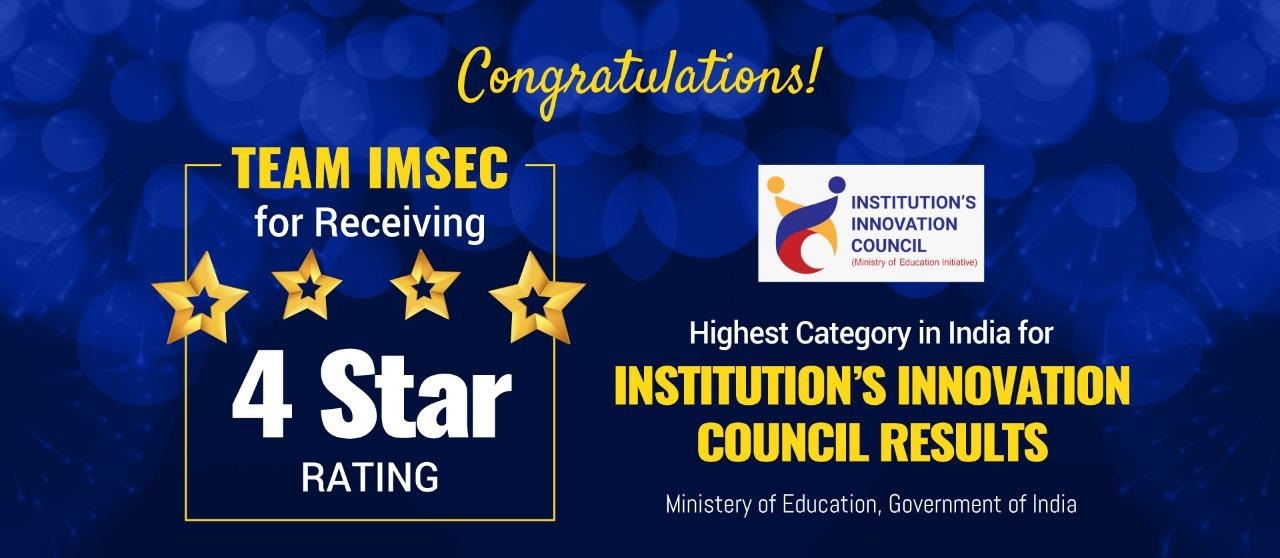 Congratulations!
TEAM IMSEC
for Receiving
4 Star
RATING
INSTITUTION'S
INNOVATION
COUNCIL
(Ministry of Education Initiative)
Highest Category in India for
INSTITUTION'S INNOVATION
COUNCIL RESULTS
Ministery of Education, Government of India